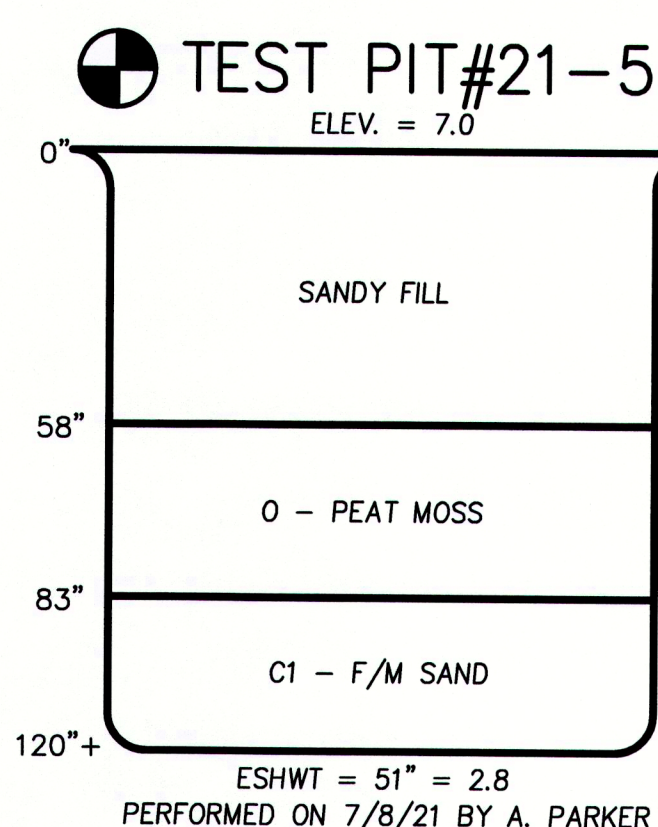 TEST PIT#21-5
ELEV. = 7.0
0"
SANDY FILL
58"
O - PEAT MOSS
83"
C1 - F/M SAND
120"+
ESHWT = 51" = 2.8
PERFORMED ON 7/8/21 BY A. PARKER